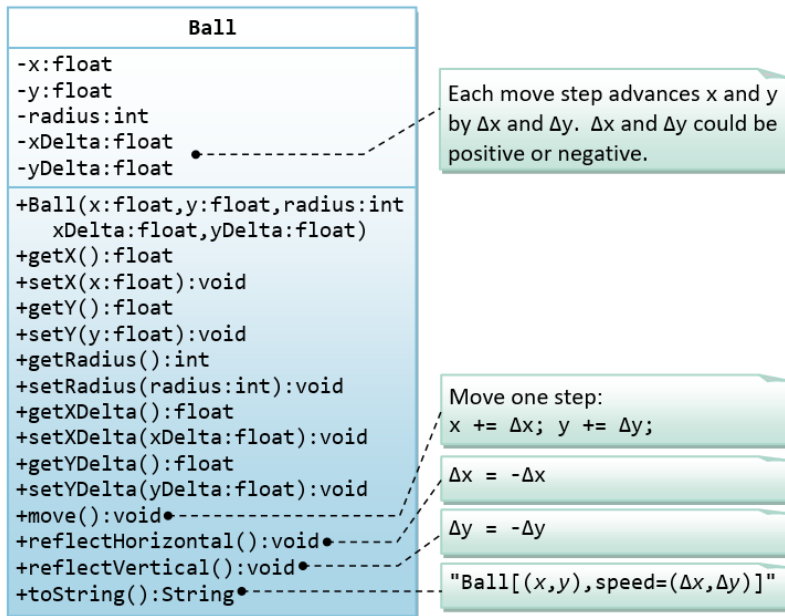 Ball
-x:float
-y:float
-radius:int
-xDelta:float
-yDelta:float
Each move step advances x and y
by Δx and Δy. Δx and Δy could be
positive or negative.
+Ball(x:float,y:float,radius:int
xDelta:float,yDelta:float)
+getX():float
+setX(x:float):void
+getY():float
+setY(y:float):void
+getRadius():int
+setRadius(radius:int):void
+getXDelta():float
+setXDelta(xDelta:float):void
+getYDelta():float
+setYDelta(yDelta:float):void
+move():void
+reflectHorizontal():void
+reflectVertical():void
+toString():String
Move one step:
x += Δx; y += Δy;
Δx = -Δx
Δy = -Δy
"Ball[(x,y),speed=(Δx,Δy)]"